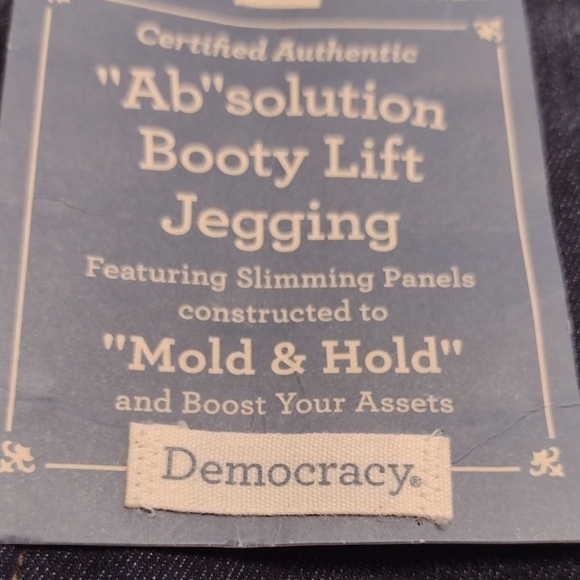 Certified Authentic
"Ab"solution
Booty Lift
Jegging
Featuring Slimming Panels
constructed to
"Mold & Hold"
and Boost Your Assets
Democracy®